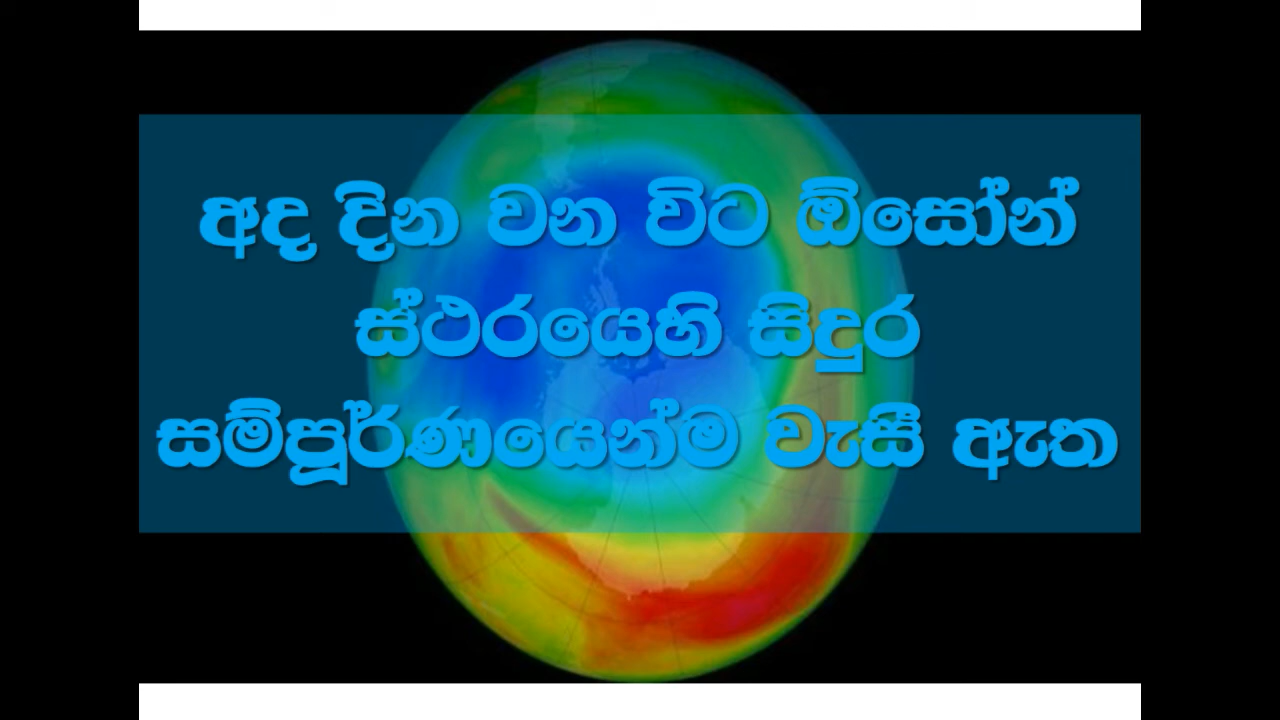 අද දින වන විට ඕසෝන්
ස්ථරයෙහි සිදුර
සම්පූර්ණයෙන්ම වැසී ඇත